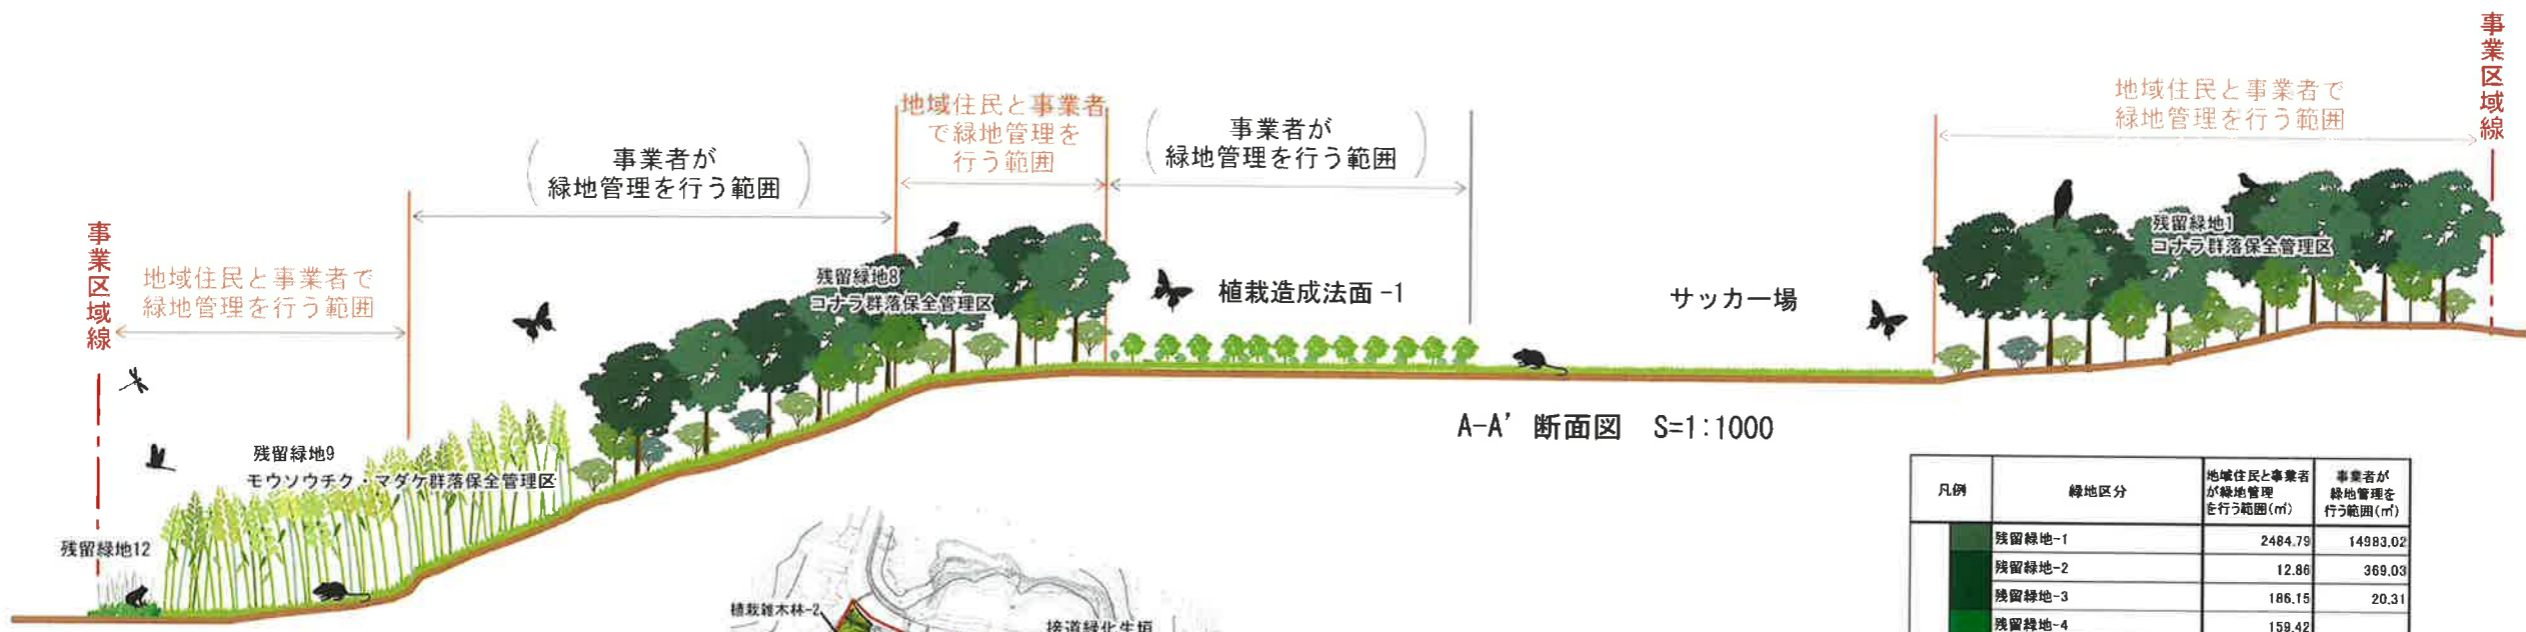 事業区域線
地域住民と事業者で
緑地管理を行う範囲
事業者が
緑地管理を行う範囲
地域住民と事業者
で緑地管理を
行う範囲
事業者が
緑地管理を行う範囲
地域住民と事業者で
緑地管理を行う範囲
事業区域線
残留緑地12
残留緑地9
モウソウチク・マダケ群落保全管理区
残留緑地8
コナラ群落保全管理区
植栽造成法面-1
サッカー場
残留緑地1
コナラ群落保全管理区
A-A' 断面図 S=1:1000
植栽雑木林-2
接道緑化生垣
凡例 緑地区分 地域住民と事業者が緑地管理を行う範囲(㎡) 事業者が緑地管理を行う範囲(㎡)
残留緑地-1 2484.79 14983.02
残留緑地-2 12.86 369.03
残留緑地-3 186.15 20.31
残留緑地-4 159.42